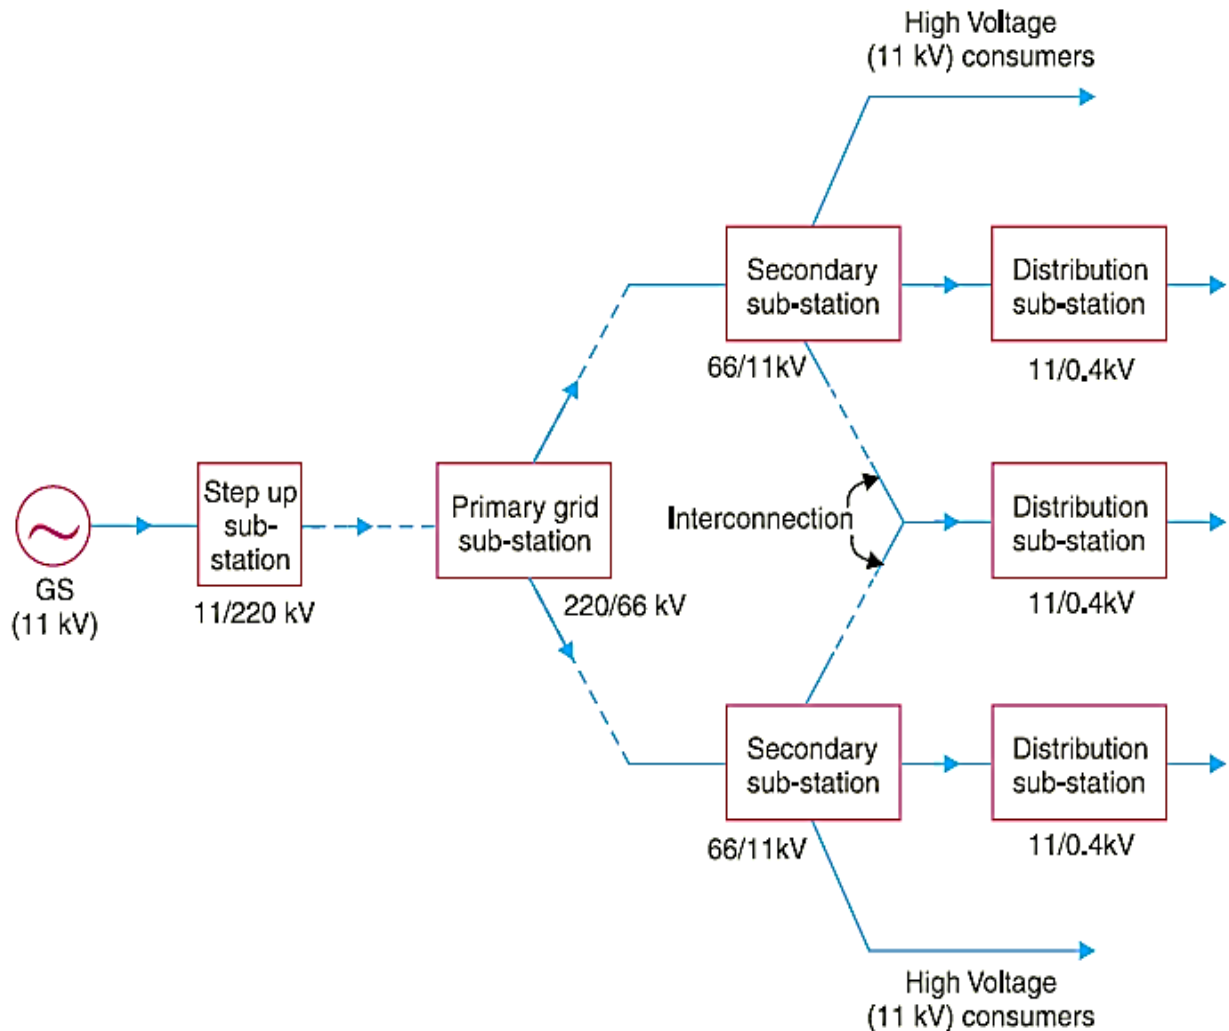 High Voltage
(11 kV) consumers
Secondary
sub-station
66/11kV
Distribution
sub-station
11/0.4kV
GS
(11 kV)
Step up
sub-
station
11/220 kV
Primary grid
sub-station
220/66 kV
Interconnection
Distribution
sub-station
11/0.4kV
Secondary
sub-station
66/11kV
Distribution
sub-station
11/0.4kV
High Voltage
(11 kV) consumers